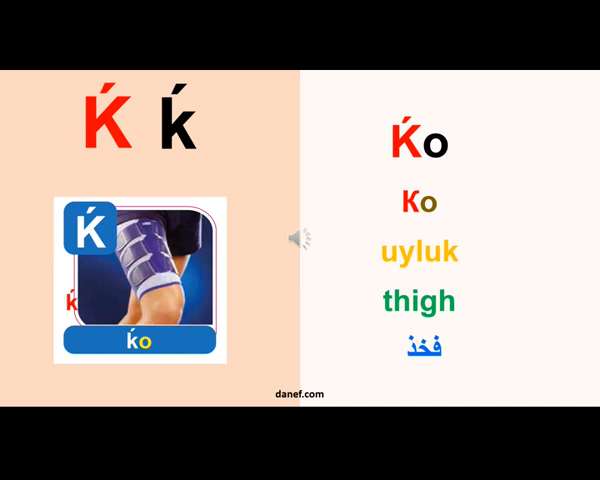 Ḱ ḱ
Ḱ
ḱ
ḱo
Ḱo
Ко
uyluk
thigh
فخذ
danef.com